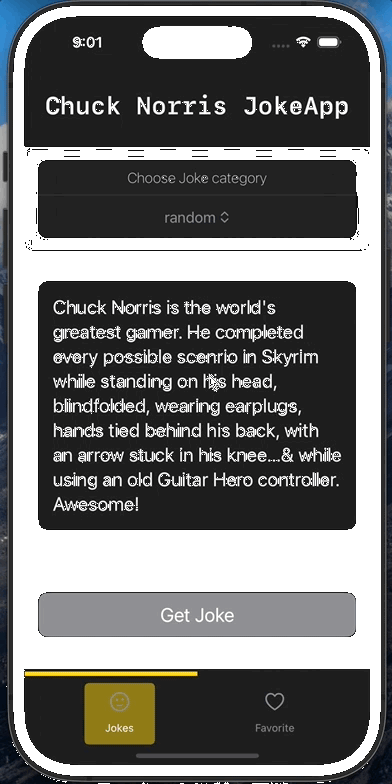 9:01
Chuck Norris JokeApp
Choose Joke category
random
Chuck Norris is the world's
greatest gamer. He completed
every possible scenrio in Skyrim
while standing on his head,
blindfolded, wearing earplugs,
hands tied behind his back, with
an arrow stuck in his knee...& while
using an old Guitar Hero controller.
Awesome!
Get Joke
Jokes
Favorite